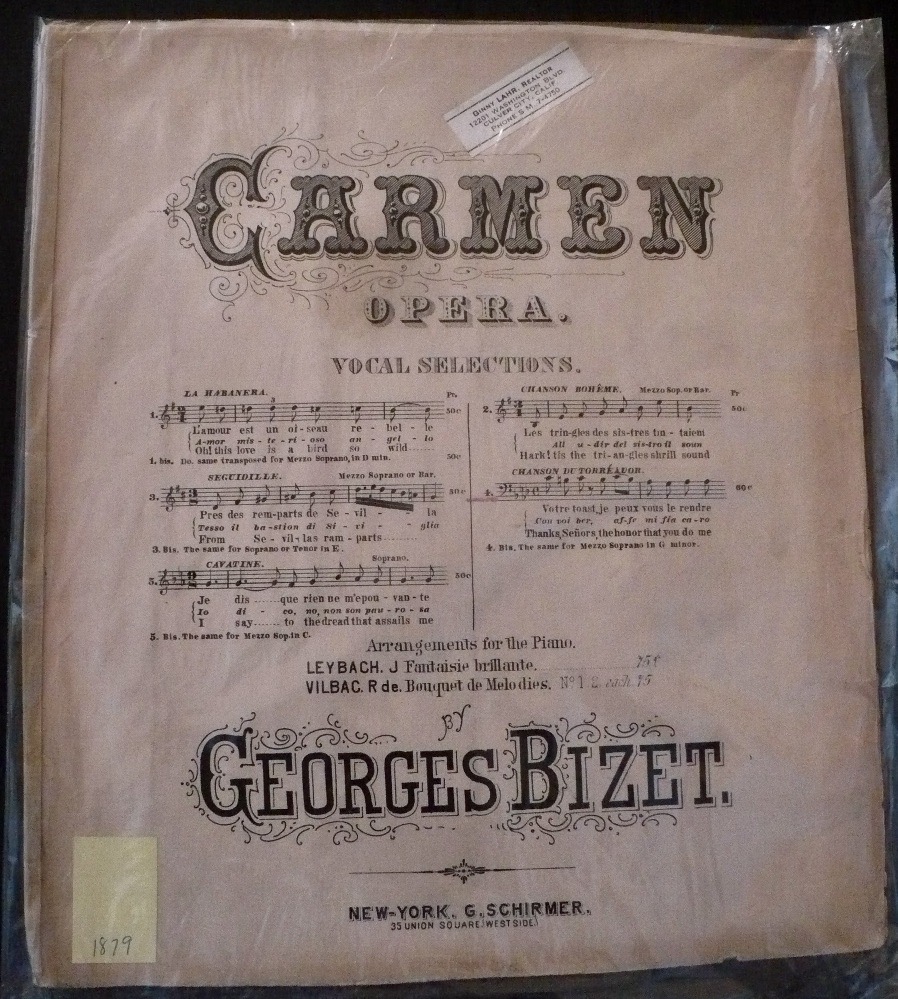 GINNY LAHR, REALTOR
12201 WASHINGTON BLVD.
CULVER CITY, CALIF.
PHONE S.M. 7-4750
CARMEN
OPERA.
VOCAL SELECTIONS.
LA HABANERA. Pr.
1. 3 50c
L'amour est un oi-seau re-bel-le
A-mor mis-te-ri-oso an-gel-lo
Oh! this love is a bird so wild
1. bis. Do. same transposed for Mezzo Soprano, in D min. 50c
SEGUIDILLE. Mezzo Soprano or Bar.
3. 50c
Pres des rem-parts de Se-vil-la
Tesso il ba-stion di Si-vi-glia
From Se-vil-las ram-parts
3. Bis. The same for Soprano or Tenor in E.
CAVATINE. Soprano.
5. 50c
Je dis que rien ne m'epou-van-te
Io di-co, no, non son pau-ro-sa
I say to the dread that assails me
5. Bis. The same for Mezzo Sop. in C.
CHANSON BOHÊME. Mezzo Sop. or Bar. Pr
2. 50c
Les trin-gles des sis-tres tin-taient
All u-dir del sis-tro il suon
Hark! tis the tri-an-gles shrill sound
CHANSON DU TORRÉADOR.
4. 60c
Votre toast, je peux vous le rendre
Con voi ber, af-fe mi fia ca-ro
Thanks, Señors, the honor that you do me
4. Bis. The same for Mezzo Soprano in G minor.
Arrangements for the Piano.
LEYBACH. J Fantaisie brillante. 75¢
VILBAC. R de. Bouquet de Melodies. No 1 2 each 75
BY
GEORGES BIZET.
NEW-YORK, G. SCHIRMER.
35 UNION SQUARE (WEST SIDE.)
1879